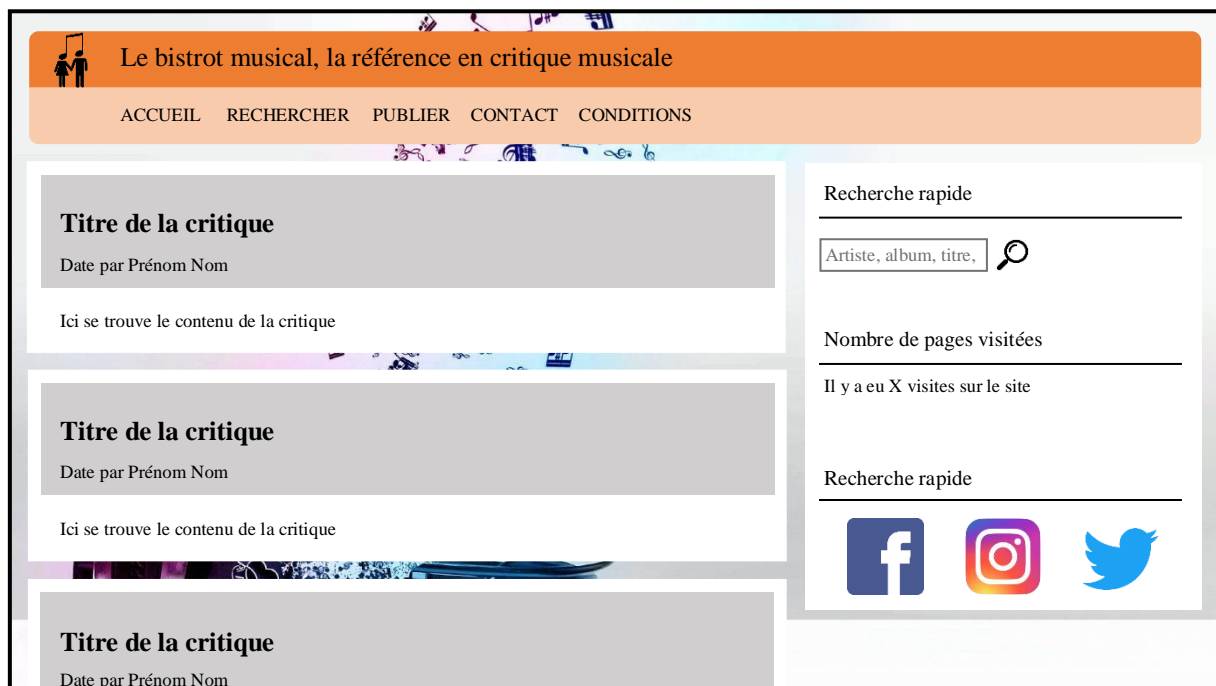 Le bistrot musical, la référence en critique musicale
ACCUEIL RECHERCHER PUBLIER CONTACT CONDITIONS
Titre de la critique
Date par Prénom Nom
Ici se trouve le contenu de la critique
Titre de la critique
Date par Prénom Nom
Ici se trouve le contenu de la critique
Titre de la critique
Date par Prénom Nom
Recherche rapide
Artiste, album, titre,
Nombre de pages visitées
Il y a eu X visites sur le site
Recherche rapide